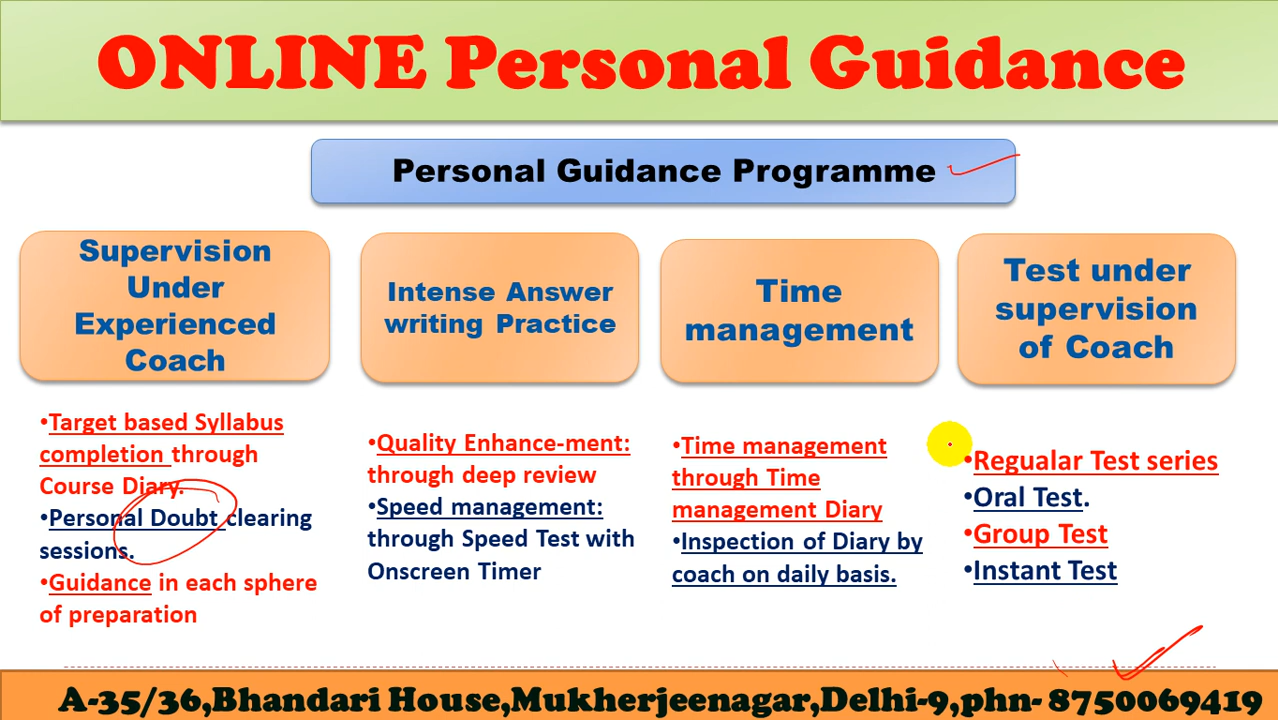 ONLINE Personal Guidance
Personal Guidance Programme
Supervision
Under
Experienced
Coach
•Target based Syllabus
completion through
Course Diary.
•Personal Doubt clearing
sessions.
•Guidance in each sphere
of preparation
Intense Answer
writing Practice
•Quality Enhance-ment:
through deep review
•Speed management:
through Speed Test with
Onscreen Timer
Time
management
•Time management
through Time
management Diary
•Inspection of Diary by
coach on daily basis.
Test under
supervision
of Coach
•Regualar Test series
•Oral Test.
•Group Test
•Instant Test
A-35/36,Bhandari House,Mukherjeenagar,Delhi-9,phn- 8750069419